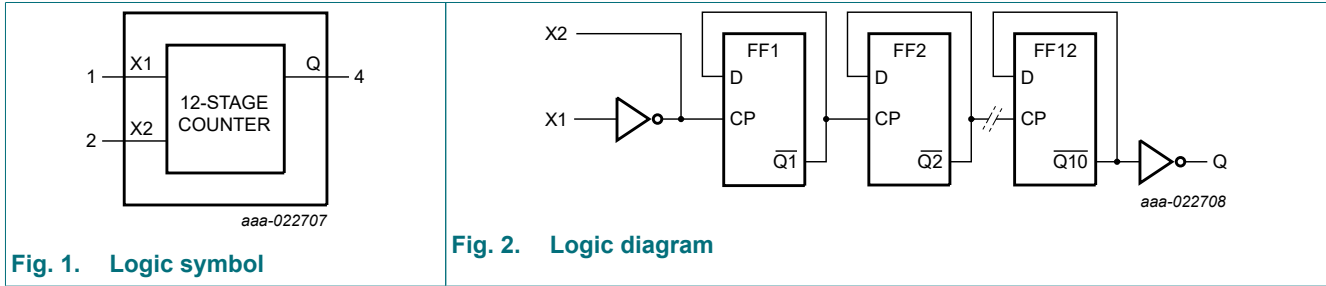 X1
Q
1
4
12-STAGE
COUNTER
X2
2
aaa-022707
Fig. 1. Logic symbol
X2
FF1
FF2
FF12
D
D
D
X1
CP
CP
CP
Q1
Q2
Q10
Q
aaa-022708
Fig. 2. Logic diagram